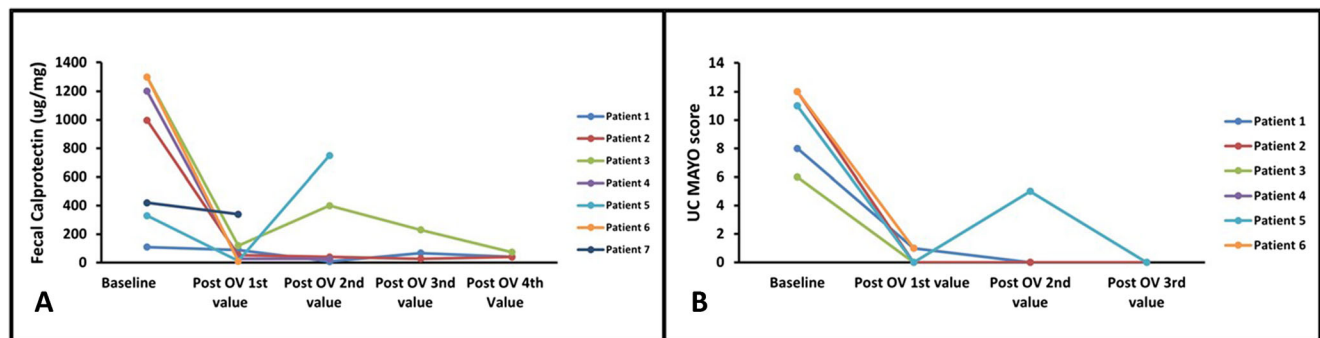 Fecal Calprotectin (ug/mg)
1400
1200
1000
800
600
400
200
0
Baseline
Post OV 1st
value
Post OV 2nd
value
Post OV 3nd
value
Post OV 4th
Value
Patient 1
Patient 2
Patient 3
Patient 4
Patient 5
Patient 6
Patient 7
A
UC MAYO score
14
12
10
8
6
4
2
0
Baseline
Post OV 1st value
Post OV 2nd
value
Post OV 3rd
value
Patient 1
Patient 2
Patient 3
Patient 4
Patient 5
Patient 6
B